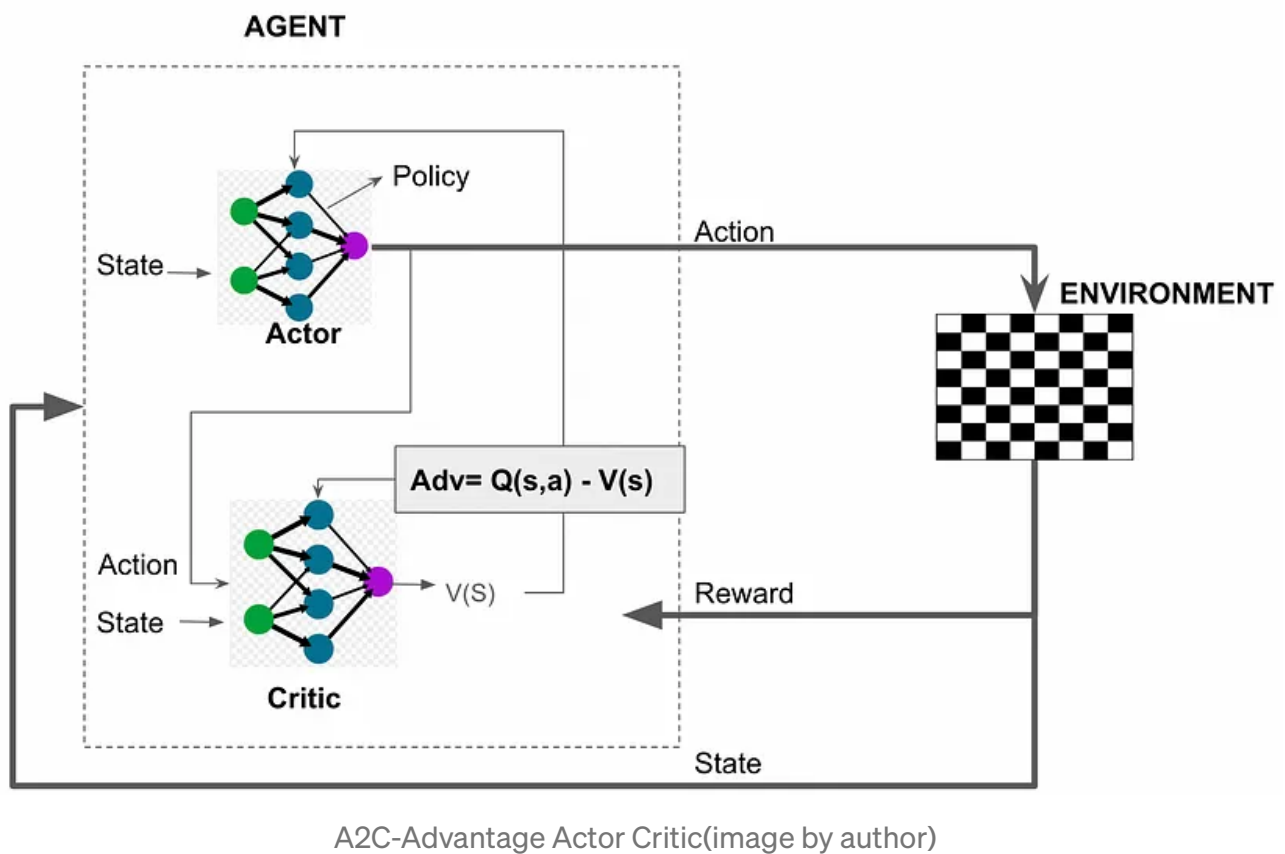 AGENT
Policy
Action
State
ENVIRONMENT
Actor
Adv= Q(s,a) - V(s)
Action
V(S)
Reward
State
Critic
State
A2C-Advantage Actor Critic(image by author)